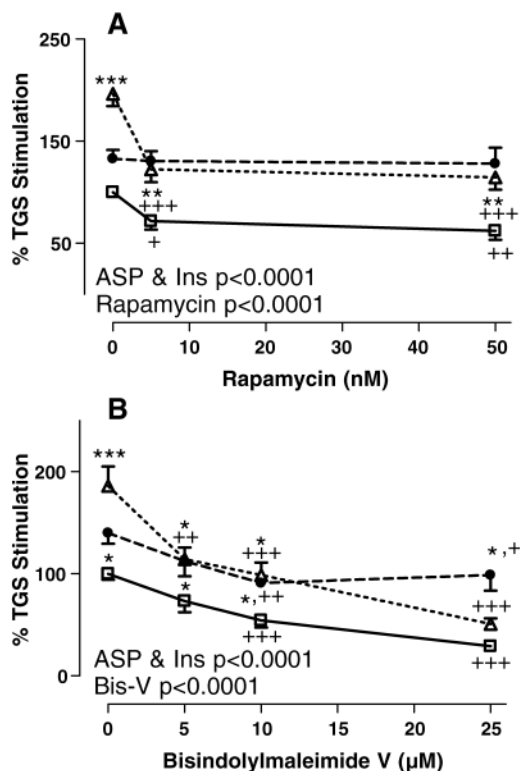 A
250
***
150
**
+++
+
**
+++
++
50
% TGS Stimulation
ASP & Ins p<0.0001
Rapamycin p<0.0001
0 10 20 30 40 50
Rapamycin (nM)
B
***
200
*
++
*
+++
*,+
100
*
*
*,++
+++
+++
+++
0
% TGS Stimulation
ASP & Ins p<0.0001
Bis-V p<0.0001
0 5 10 15 20 25
Bisindolylmaleimide V (µM)